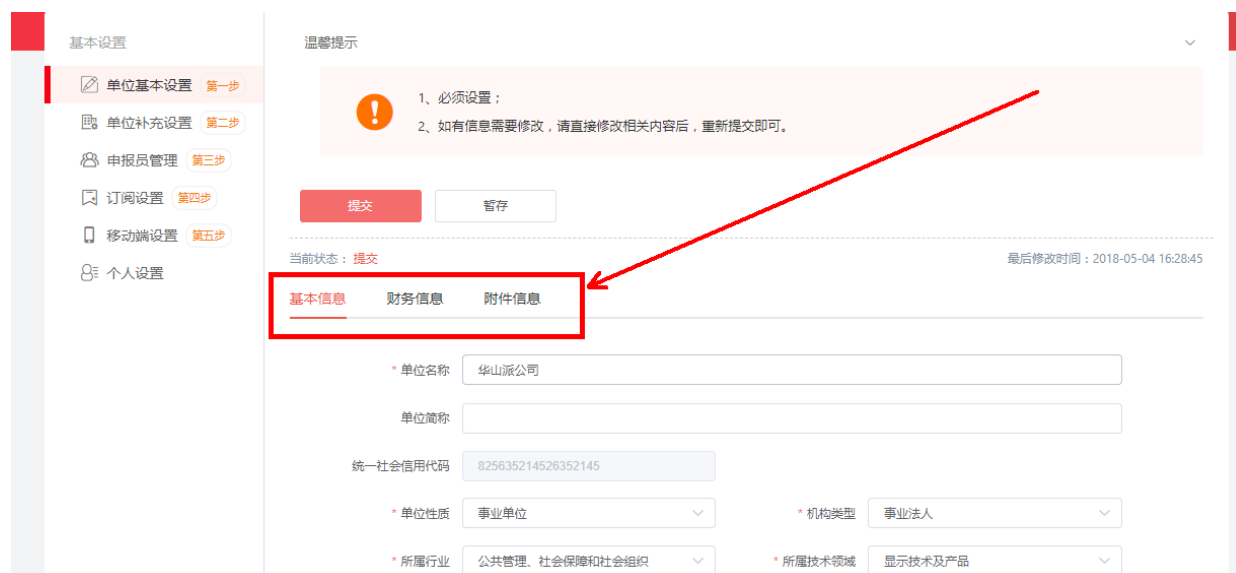 基本设置
单位基本设置 第一步
单位补充设置 第二步
申报员管理 第三步
订阅设置 第四步
移动端设置 第五步
个人设置
温馨提示
1、必须设置；
2、如有信息需要修改，请直接修改相关内容后，重新提交即可。
提交 暂存
当前状态：提交 最后修改时间：2018-05-04 16:28:45
基本信息 财务信息 附件信息
* 单位名称 华山派公司
单位简称
统一社会信用代码 825635214526352145
* 单位性质 事业单位 * 机构类型 事业法人
* 所属行业 公共管理、社会保障和社会组织 * 所属技术领域 显示技术及产品